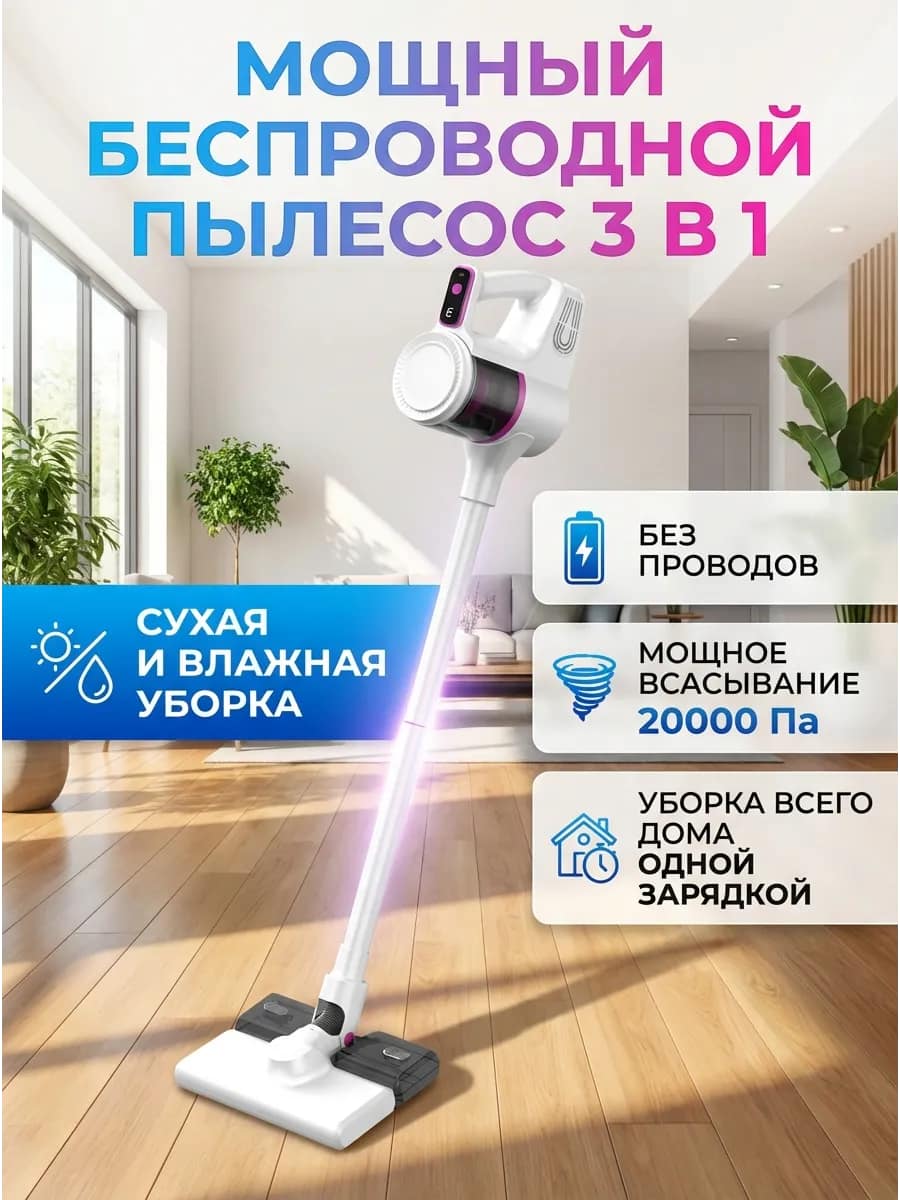 МОЩНЫЙ
БЕСПРОВОДНОЙ
ПЫЛЕСОС 3 В 1
СУХАЯ
И ВЛАЖНАЯ
УБОРКА
БЕЗ
ПРОВОДОВ
МОЩНОЕ
ВСАСЫВАНИЕ
20000 Па
УБОРКА ВСЕГО
ДОМА
ОДНОЙ
ЗАРЯДКОЙ